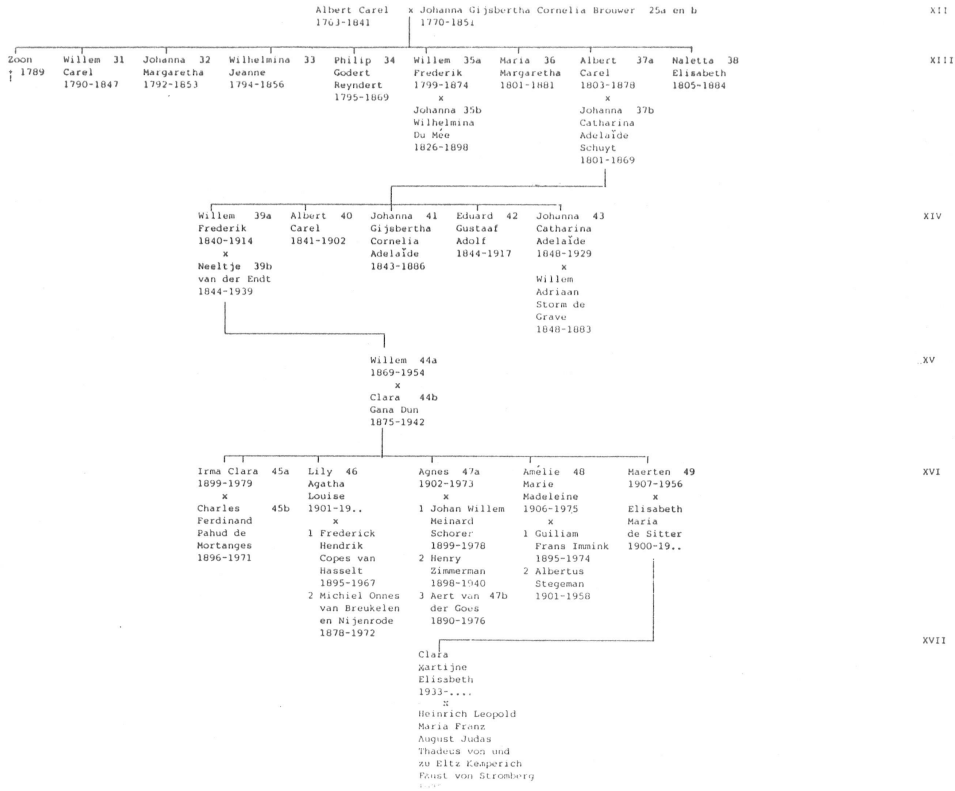 Albert Carel x Johanna Gijsbertha Cornelia Brouwer 25a en b XII
1763-1841 1770-1851
Zoon
† 1789
Willem 31
Carel
1790-1847
Johanna 32
Margaretha
1792-1853
Wilhelmina 33
Jeanne
1794-1856
Philip 34
Godert
Reyndert
1795-1869
Willem 35a
Frederik
1799-1874
x
Johanna 35b
Wilhelmina
Du Mée
1826-1898
Maria 36
Margaretha
1801-1881
Albert 37a
Carel
1803-1878
x
Johanna 37b
Catharina
Adelaïde
Schuyt
1801-1869
Naletta 38
Elisabeth
1805-1884
XIII
Willem 39a
Frederik
1840-1914
x
Neeltje 39b
van der Endt
1844-1939
Albert 40
Carel
1841-1902
Johanna 41
Gijsbertha
Cornelia
Adelaïde
1843-1886
Eduard 42
Gustaaf
Adolf
1844-1917
Johanna 43
Catharina
Adelaïde
1848-1929
x
Willem
Adriaan
Storm de
Grave
1848-1883
XIV
Willem 44a
1869-1954
x
Clara 44b
Gana Dun
1875-1942
XV
Irma Clara 45a
1899-1979
x
Charles 45b
Ferdinand
Pahud de
Mortanges
1896-1971
Lily 46
Agatha
Louise
1901-19..
x
1 Frederick
Hendrik
Copes van
Hasselt
1895-1967
2 Michiel Onnes
van Breukelen
en Nijenrode
1878-1972
Agnes 47a
1902-1973
x
1 Johan Willem
Meinard
Schorer
1899-1978
2 Henry
Zimmerman
1898-1940
3 Aert van 47b
der Goes
1890-1976
Amélie 48
Marie
Madeleine
1906-1975
x
1 Guiliam
Frans Immink
1895-1974
2 Albertus
Stegeman
1901-1958
Maerten 49
1907-1956
x
Elisabeth
Maria
de Sitter
1900-19..
XVI
Clara
Martijne
Elisabeth
1933-....
x
Heinrich Leopold
Maria Franz
August Judas
Thadeus von und
zu Eltz Kemperich
Faust von Stromberg
XVII